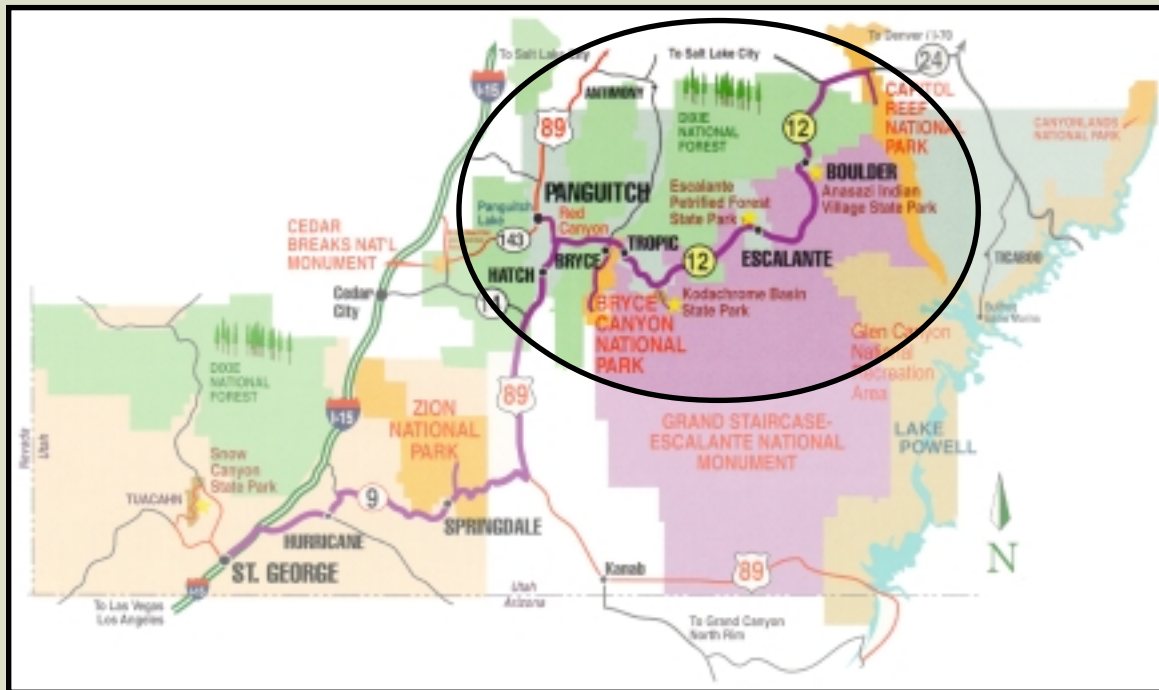 To Salt Lake City
To Salt Lake City
To Denver / I-70
24
I-15
ANTIMONY
89
DIXIE
NATIONAL
FOREST
12
CAPITOL
REEF
NATIONAL
PARK
CANYONLANDS
NATIONAL PARK
BOULDER
Anasazi Indian
Village State Park
PANGUITCH
Panguitch
Lake
Red
Canyon
Escalante
Petrified Forest
State Park
143
CEDAR
BREAKS NAT'L
MONUMENT
HATCH
BRYCE
TROPIC
12
ESCALANTE
TICABOO
Cedar
City
14
BRYCE
CANYON
NATIONAL
PARK
Kodachrome Basin
State Park
Glen Canyon
National
Recreation
Area
DIXIE
NATIONAL
FOREST
I-15
ZION
NATIONAL
PARK
89
GRAND STAIRCASE-
ESCALANTE NATIONAL
MONUMENT
LAKE
POWELL
Nevada
Utah
Snow
Canyon
State Park
TUACAHN
9
SPRINGDALE
HURRICANE
ST. GEORGE
N
Kanab
89
Utah
Arizona
To Las Vegas
Los Angeles
To Grand Canyon
North Rim